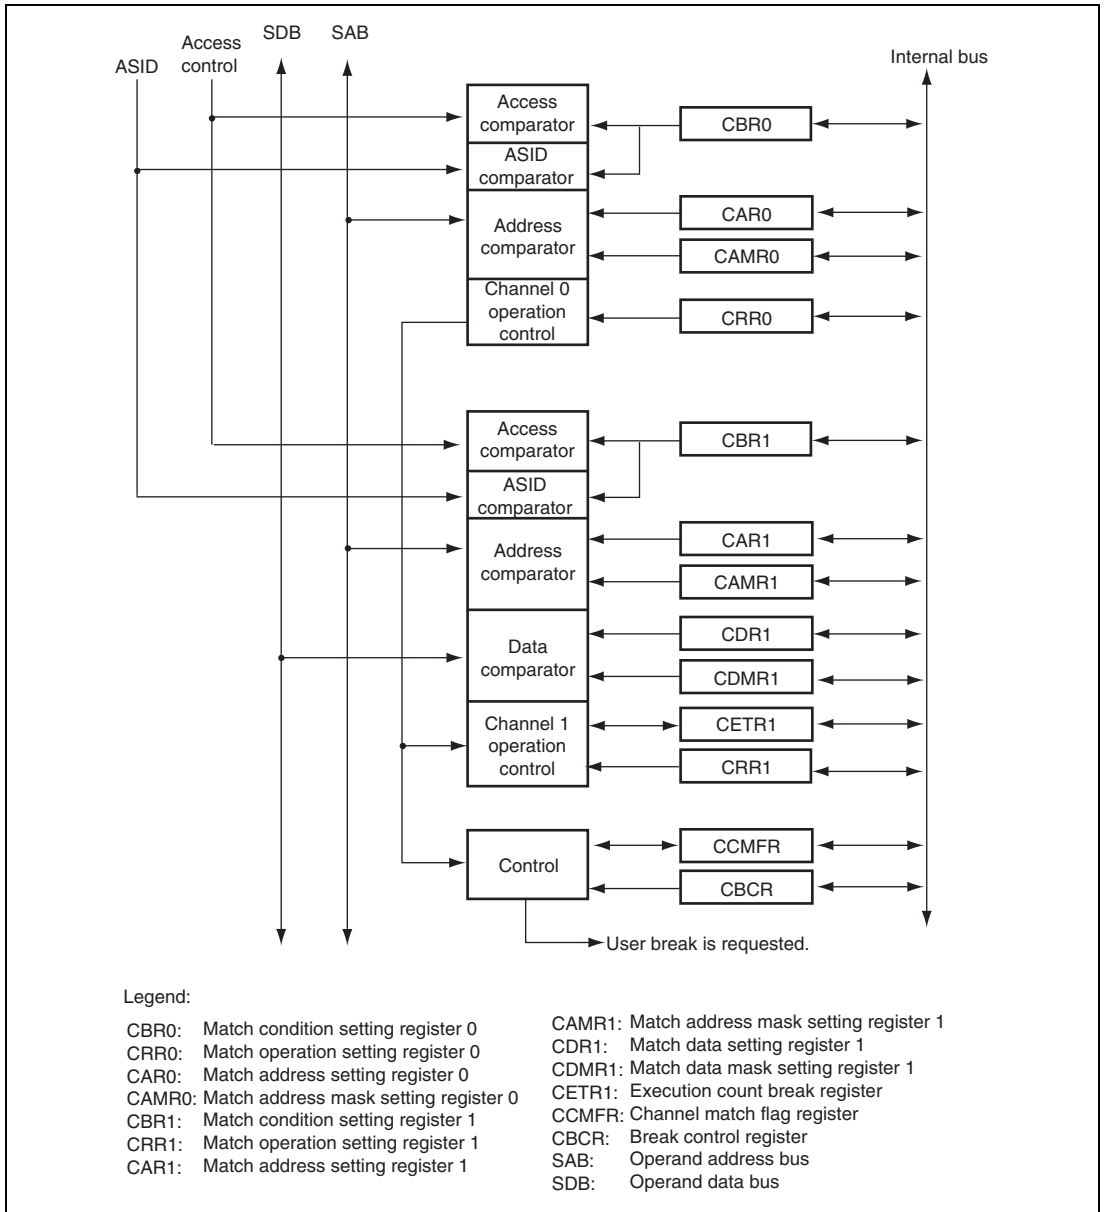 ASID
Access
control
SDB
SAB
Internal bus
Access
comparator
CBR0
ASID
comparator
Address
comparator
CAR0
CAMR0
Channel 0
operation
control
CRR0
Access
comparator
CBR1
ASID
comparator
Address
comparator
CAR1
CAMR1
Data
comparator
CDR1
CDMR1
Channel 1
operation
control
CETR1
CRR1
Control
CCMFR
CBCR
User break is requested.
Legend:
CBR0: Match condition setting register 0
CRR0: Match operation setting register 0
CAR0: Match address setting register 0
CAMR0: Match address mask setting register 0
CBR1: Match condition setting register 1
CRR1: Match operation setting register 1
CAR1: Match address setting register 1
CAMR1: Match address mask setting register 1
CDR1: Match data setting register 1
CDMR1: Match data mask setting register 1
CETR1: Execution count break register
CCMFR: Channel match flag register
CBCR: Break control register
SAB: Operand address bus
SDB: Operand data bus